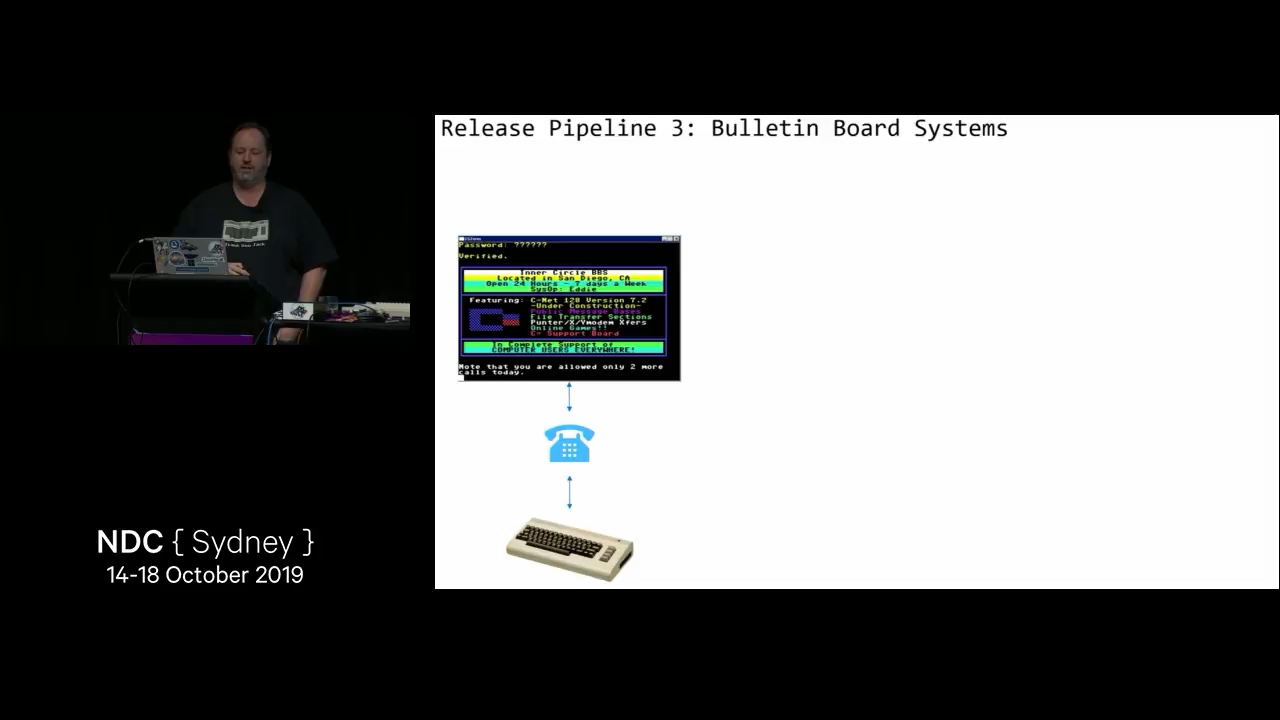 Release Pipeline 3: Bulletin Board Systems
Password: ??????
Verified.
Inner Circle BBS
Located in San Diego, CA
Open 24 Hours - 7 days a Week
SysOp: Eddie
Featuring: C-Net 128 Version 7.2
-Under Construction-
Public Message Bases
File Transfer Sections
Punter/X/Ymodem Xfers
Online Games!!
C= Support Board
In Complete Support of
COMPUTER USERS EVERYWHERE!
Note that you are allowed only 2 more
calls today.
NDC { Sydney }
14-18 October 2019